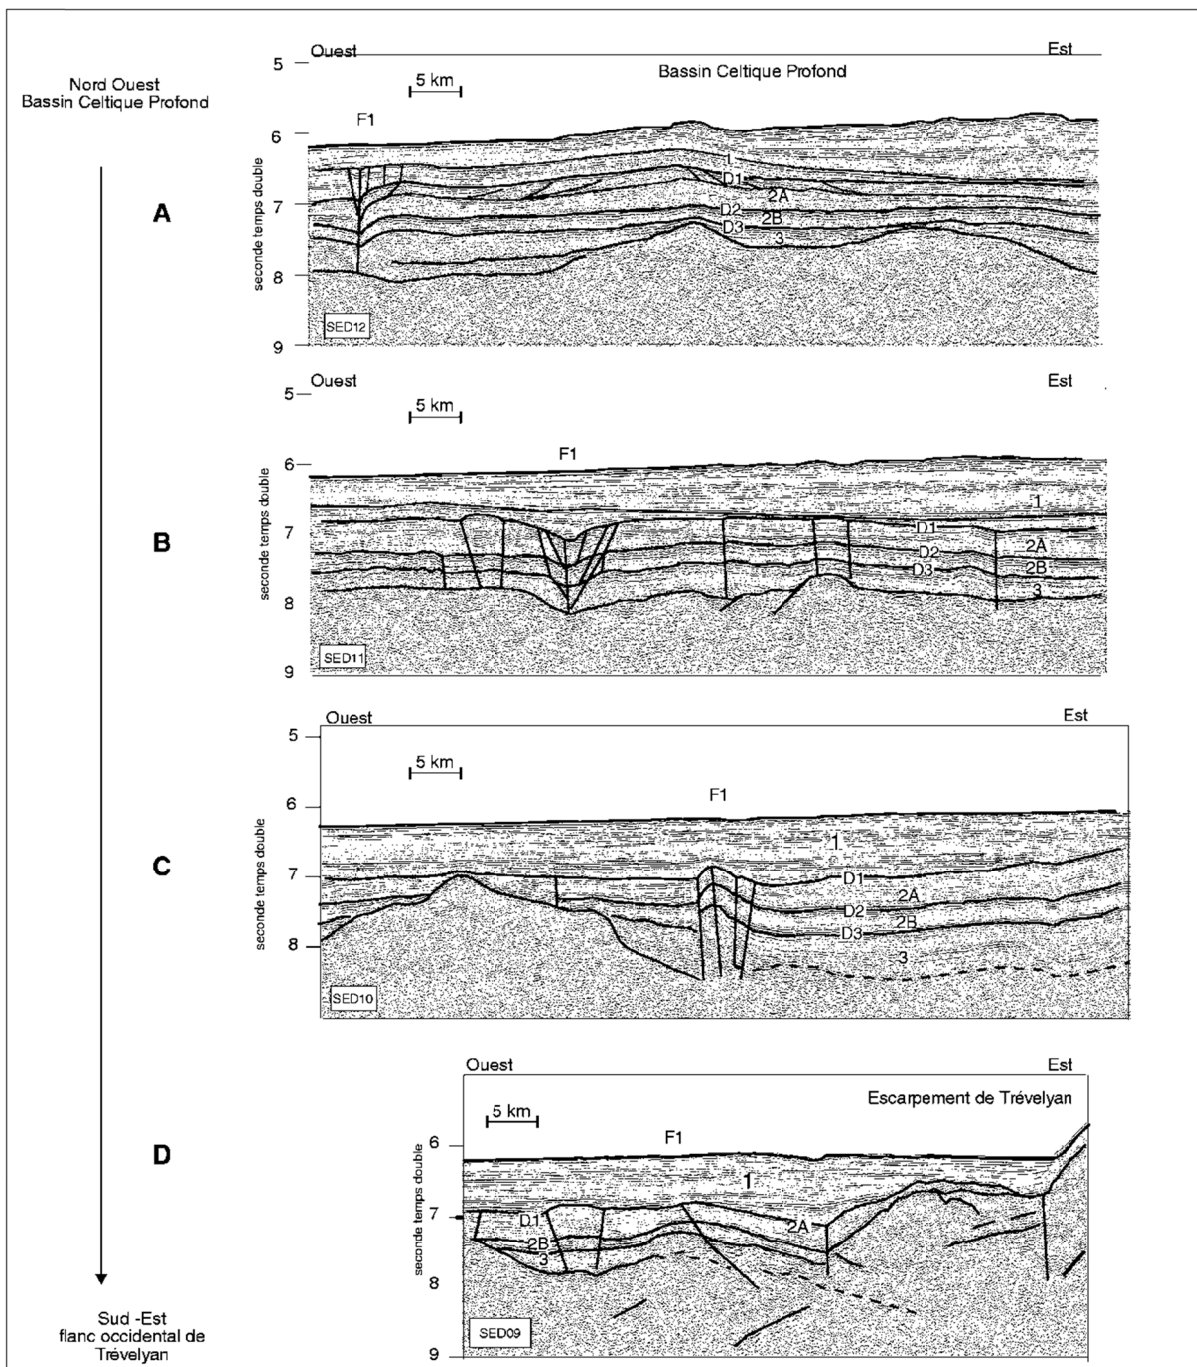 Nord Ouest
Bassin Celtique Profond
Sud -Est
flanc occidental de
Trévelyan
A
Ouest
Est
Bassin Celtique Profond
5 km
F1
seconde temps double
5
6
7
8
9
1
D1
2A
D2
2B
D3
3
SED12
B
Ouest
Est
5 km
F1
seconde temps double
5
6
7
8
9
1
D1
2A
D2
2B
D3
3
SED11
C
Ouest
Est
5 km
F1
seconde temps double
5
6
7
8
1
D1
2A
D2
2B
D3
3
SED10
D
Ouest
Est
5 km
Escarpement de Trévelyan
F1
seconde temps double
6
7
8
9
1
D1
2A
2B
3
SED09